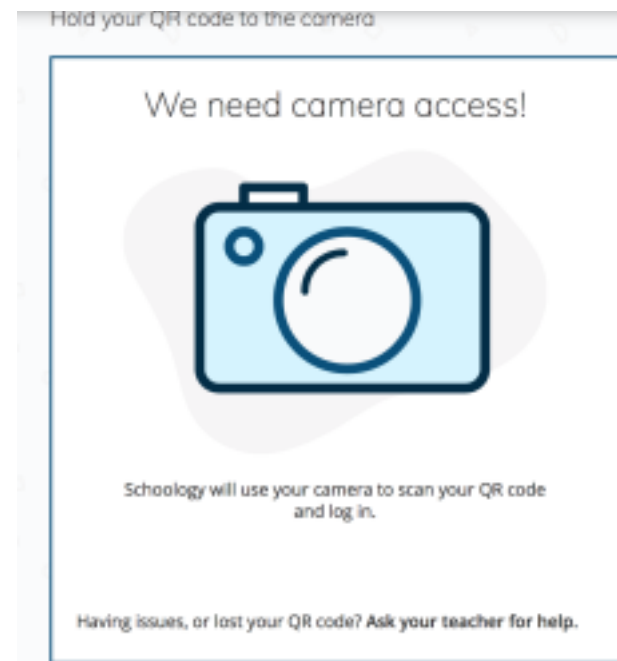 Hold your QR code to the camera
We need camera access!
Schoology will use your camera to scan your QR code
and log in.
Having issues, or lost your QR code? Ask your teacher for help.